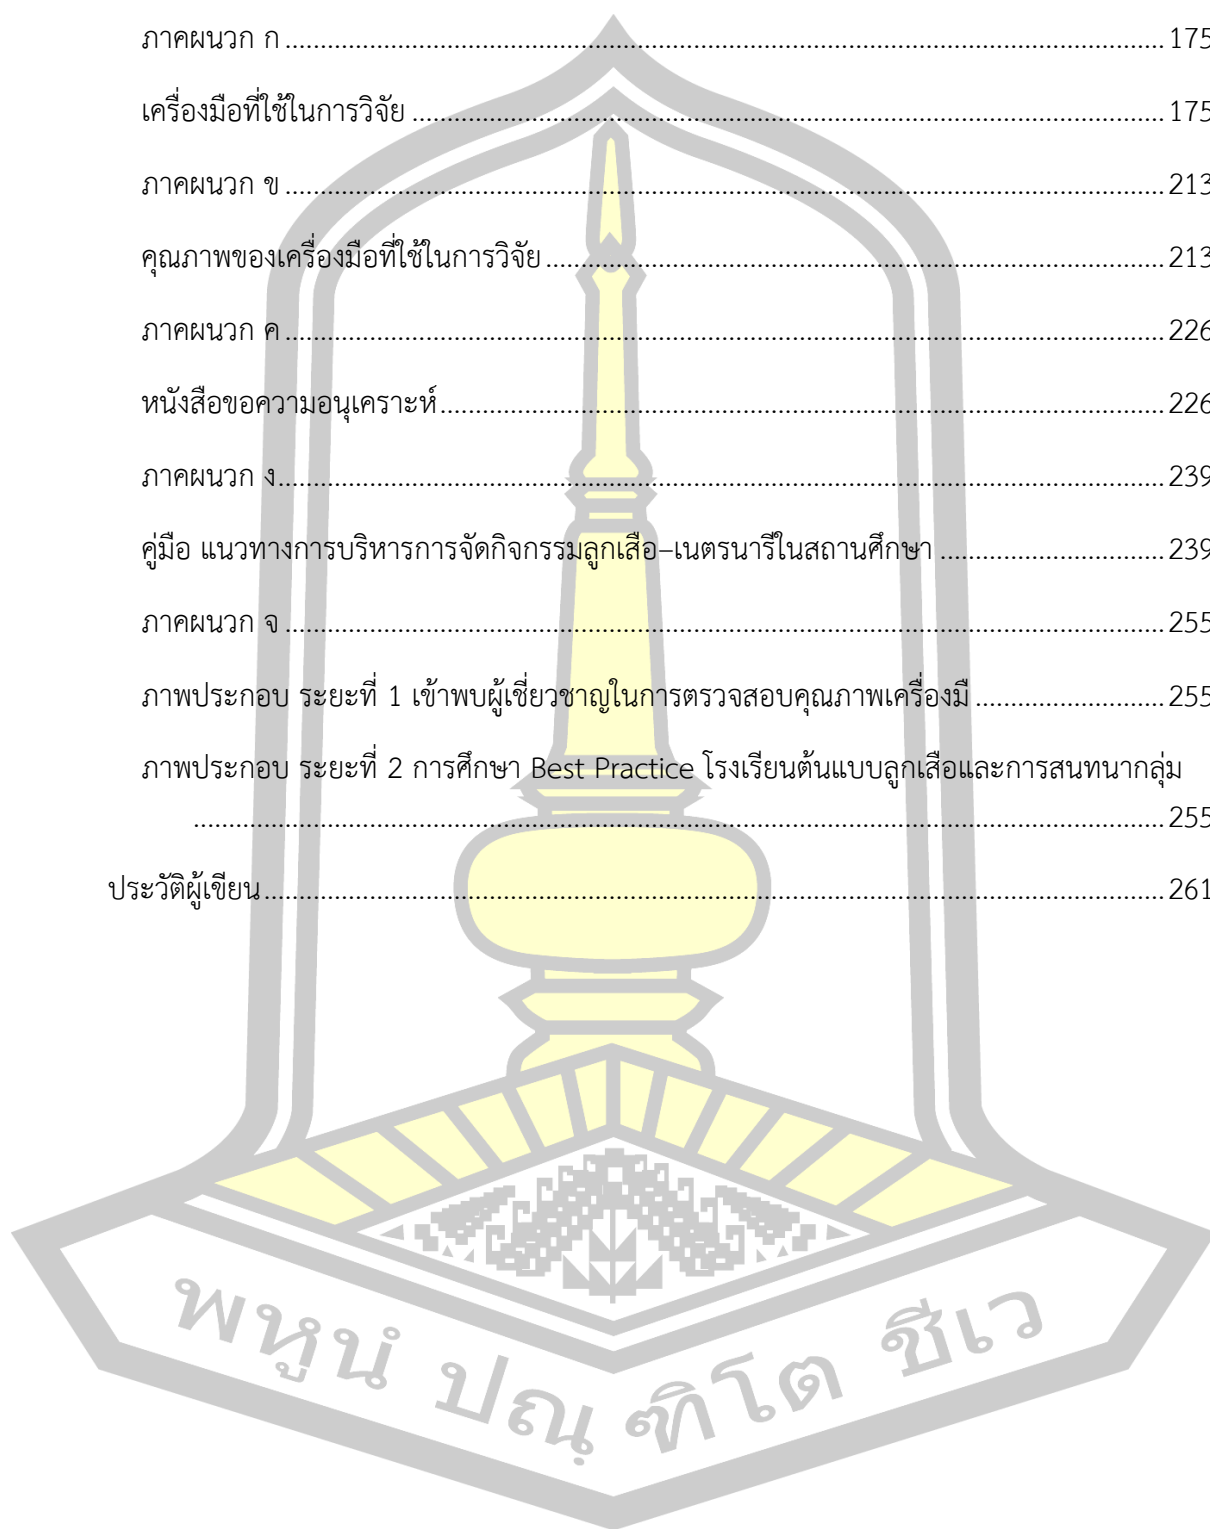 ภาคผนวก ก ........................................................................ 175
เครื่องมือที่ใช้ในการวิจัย ........................................................................ 175
ภาคผนวก ข ........................................................................ 213
คุณภาพของเครื่องมือที่ใช้ในการวิจัย ........................................................................ 213
ภาคผนวก ค ........................................................................ 226
หนังสือขอความอนุเคราะห์ ........................................................................ 226
ภาคผนวก ง ........................................................................ 239
คู่มือ แนวทางการบริหารการจัดกิจกรรมลูกเสือ–เนตรนารีในสถานศึกษา ........................................ 239
ภาคผนวก จ ........................................................................ 255
ภาพประกอบ ระยะที่ 1 เข้าพบผู้เชี่ยวชาญในการตรวจสอบคุณภาพเครื่องมื ........................................ 255
ภาพประกอบ ระยะที่ 2 การศึกษา Best Practice โรงเรียนต้นแบบลูกเสือและการสนทนากลุ่ม
........................................................................ 255
ประวัติผู้เขียน ........................................................................ 261
พหูนํ ปณฺฑิโต ชีเว